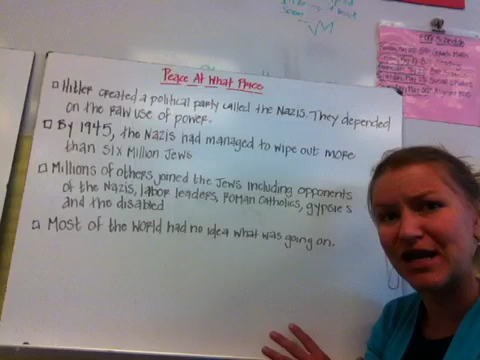 Peace At What Price
Hitler created a political party called the Nazis. They depended
on the raw use of power.
By 1945, the Nazis had managed to wipe out more
than six million Jews
Millions of others joined the Jews including opponents
of the Nazis, labor leaders, Roman Catholics, gypsies
and the disabled
Most of the world had no idea what was going on.